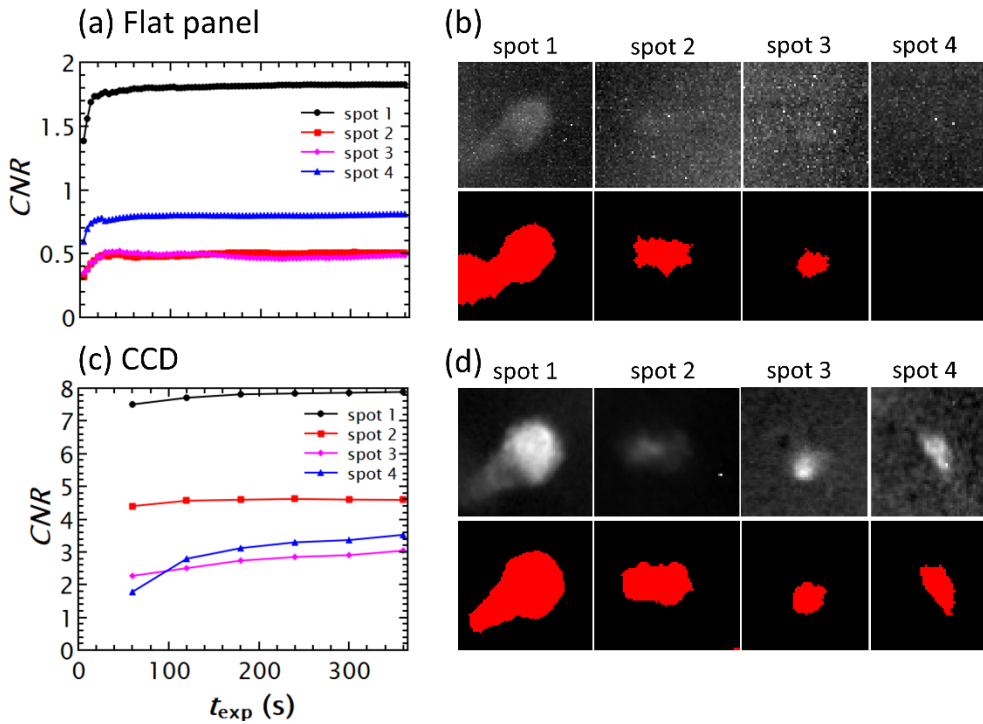 (a) Flat panel
(b)
spot 1 spot 2 spot 3 spot 4
2
1.5
1
0.5
0
CNR
spot 1
spot 2
spot 3
spot 4
(c) CCD
(d)
spot 1 spot 2 spot 3 spot 4
8
7
6
5
4
3
2
1
0
CNR
spot 1
spot 2
spot 3
spot 4
0 100 200 300
texp (s)